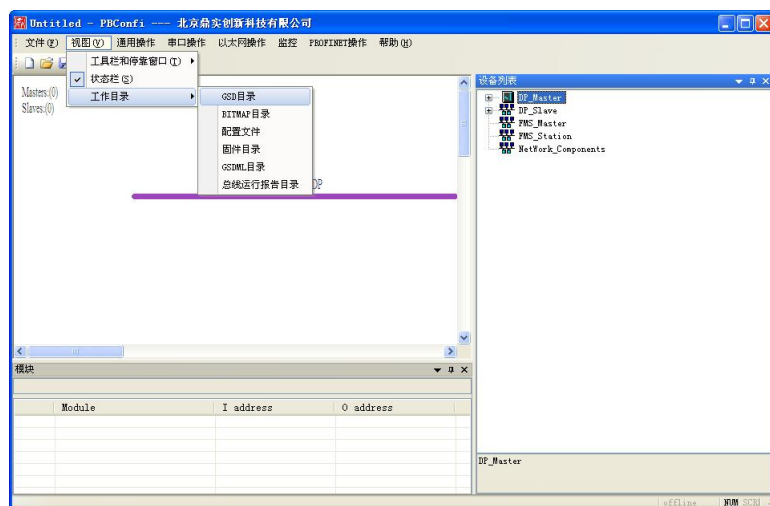 Untitled - PBConfi --- 北京鼎实创新科技有限公司
文件(F) 视图(V) 通用操作 串口操作 以太网操作 监控 PROFINET操作 帮助(H)
工具栏和停靠窗口(T)
状态栏(S)
工作目录
GSD目录
BITMAP目录
配置文件
固件目录
GSDML目录
总线运行报告目录
Masters:(0)
Slaves:(0)
DP
设备列表
DP_Master
DP_Slave
FMS_Master
FMS_Station
NetWork_Components
模块
Module I address O address
DP_Master
offline NUM SCRL